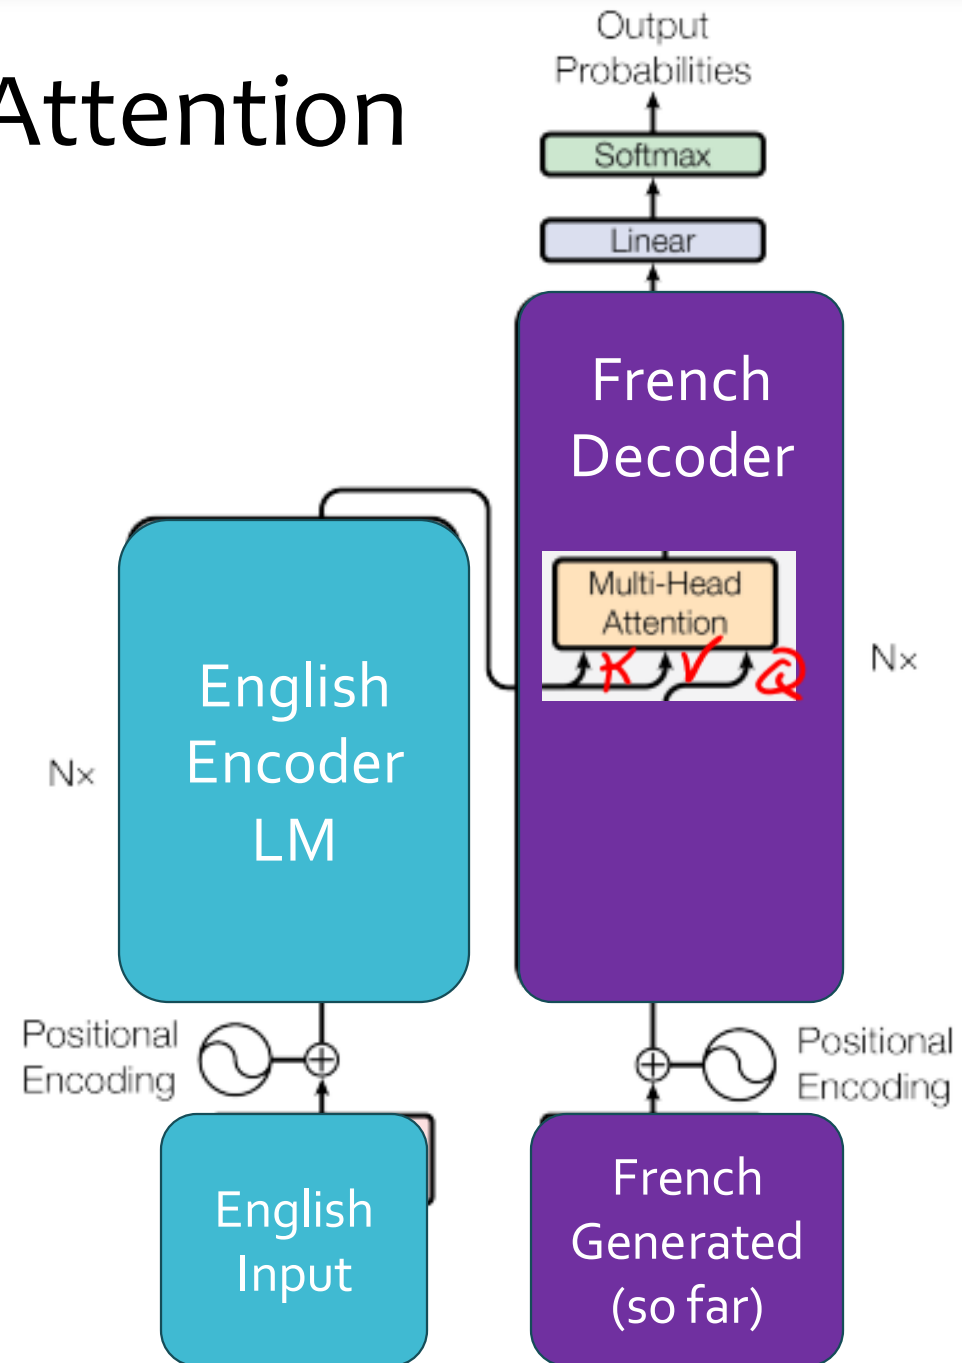 Attention
Output
Probabilities
Softmax
Linear
French
Decoder
Multi-Head
Attention
K V Q
Nx
English
Encoder
LM
Nx
Positional
Encoding
Positional
Encoding
English
Input
French
Generated
(so far)